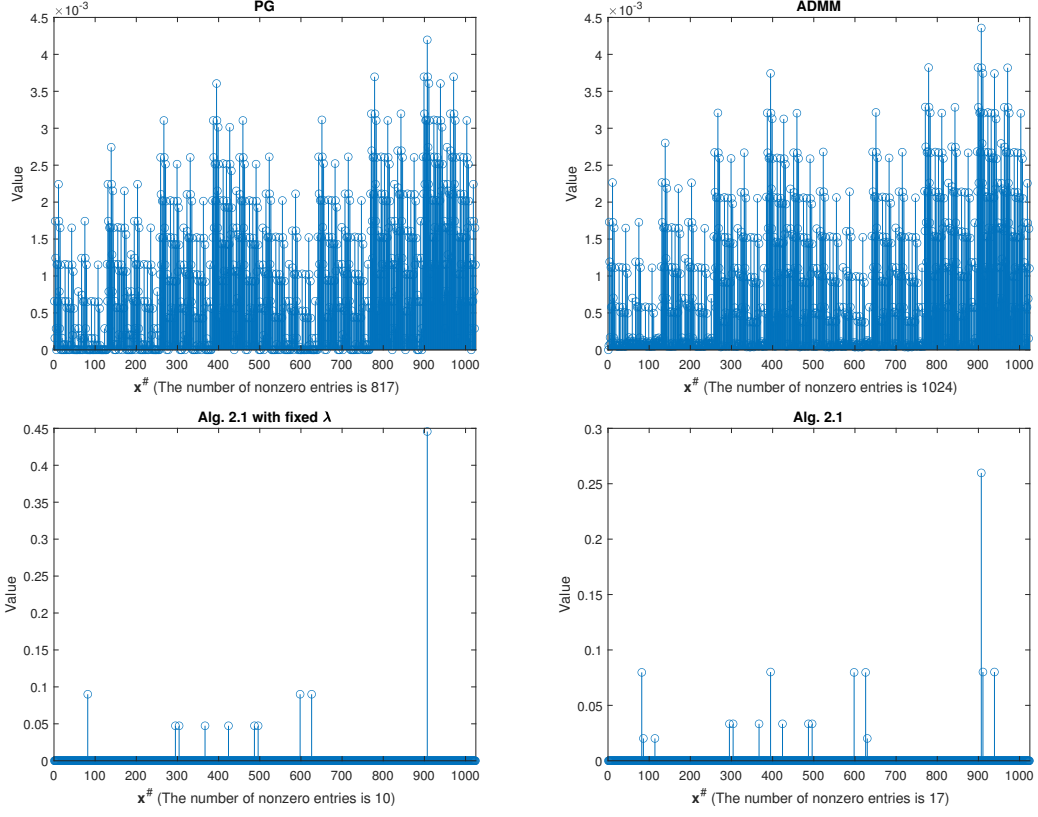 PG
×10⁻³
4.5
4
3.5
3
2.5
2
1.5
1
0.5
0
Value
0 100 200 300 400 500 600 700 800 900 1000
x# (The number of nonzero entries is 817)
ADMM
×10⁻³
4.5
4
3.5
3
2.5
2
1.5
1
0.5
0
Value
0 100 200 300 400 500 600 700 800 900 1000
x# (The number of nonzero entries is 1024)
Alg. 2.1 with fixed λ
0.45
0.4
0.35
0.3
0.25
0.2
0.15
0.1
0.05
0
Value
0 100 200 300 400 500 600 700 800 900 1000
x# (The number of nonzero entries is 10)
Alg. 2.1
0.3
0.25
0.2
0.15
0.1
0.05
0
Value
0 100 200 300 400 500 600 700 800 900 1000
x# (The number of nonzero entries is 17)